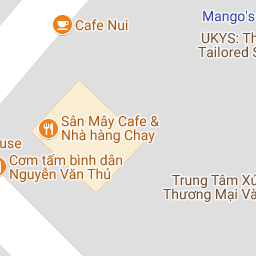 Mango's
Cafe Nui
UKYS: Th
Tailored S
Sân Mây Cafe &
Nhà hàng Chay
use
Cơm tấm bình dân
Nguyễn Văn Thủ
Trung Tâm Xú
Thương Mại Và